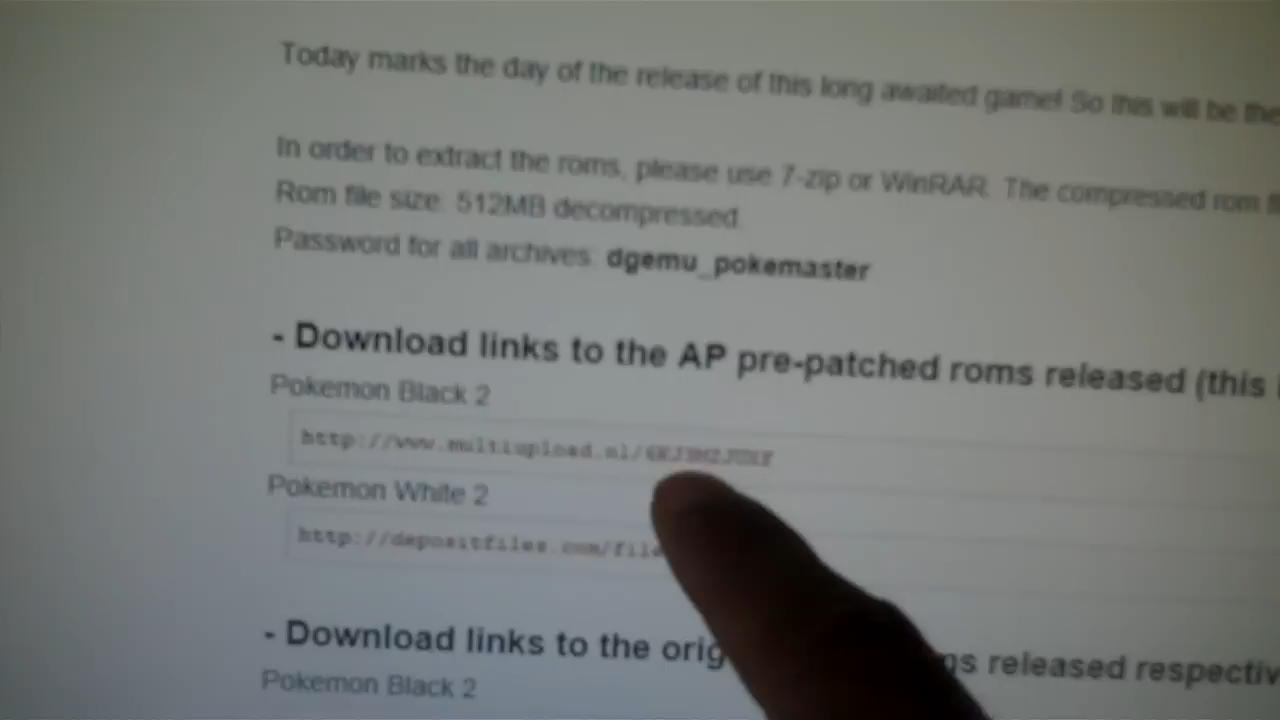 Today marks the day of the release of this long awaited game! So this will be the
In order to extract the roms, please use 7-zip or WinRAR. The compressed rom
Rom file size: 512MB decompressed.
Password for all archives: dgemu_pokemaster
- Download links to the AP pre-patched roms released (this
Pokemon Black 2
http://www.multiupload.nl/
Pokemon White 2
http://depositfiles.com/file
- Download links to the orig released respectiv
Pokemon Black 2